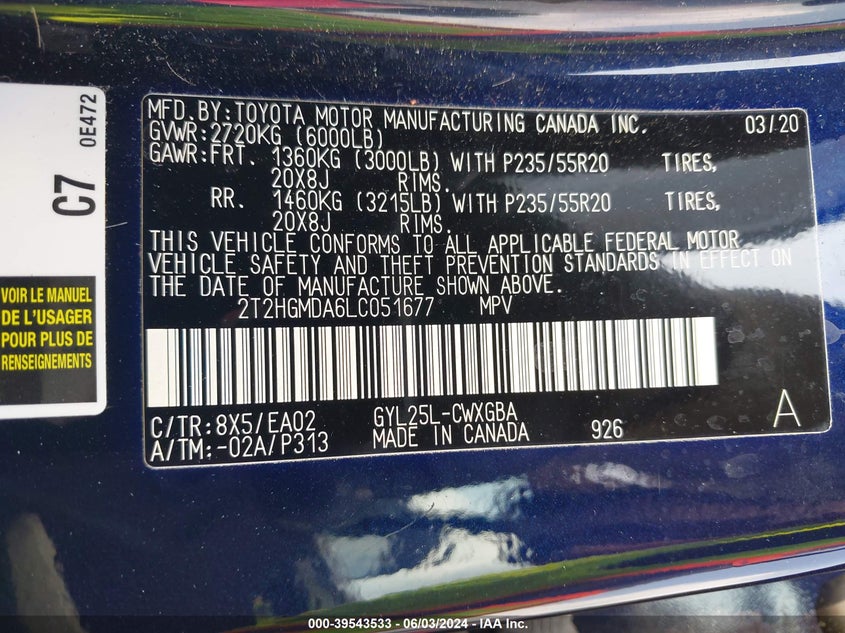 MFD.BY:TOYOTA MOTOR MANUFACTURING CANADA INC. 03/20
GVWR:2720KG (6000LB)
GAWR:FRT. 1360KG (3000LB) WITH P235/55R20 TIRES,
20X8J RIMS.
RR. 1460KG (3215LB) WITH P235/55R20 TIRES,
20X8J RIMS.
THIS VEHICLE CONFORMS TO ALL APPLICABLE FEDERAL MOTOR
VEHICLE SAFETY AND THEFT PREVENTION STANDARDS IN EFFECT ON
THE DATE OF MANUFACTURE SHOWN ABOVE.
2T2HGMDA6LC051677 MPV
C/TR:8X5/EA02 GYL25L-CWXGBA
A/TM:-02A/P313 MADE IN CANADA 926 A
C7 0E472
VOIR LE MANUEL
DE L'USAGER
POUR PLUS DE
RENSEIGNEMENTS
000-39543533 - 06/03/2024 - IAA Inc.